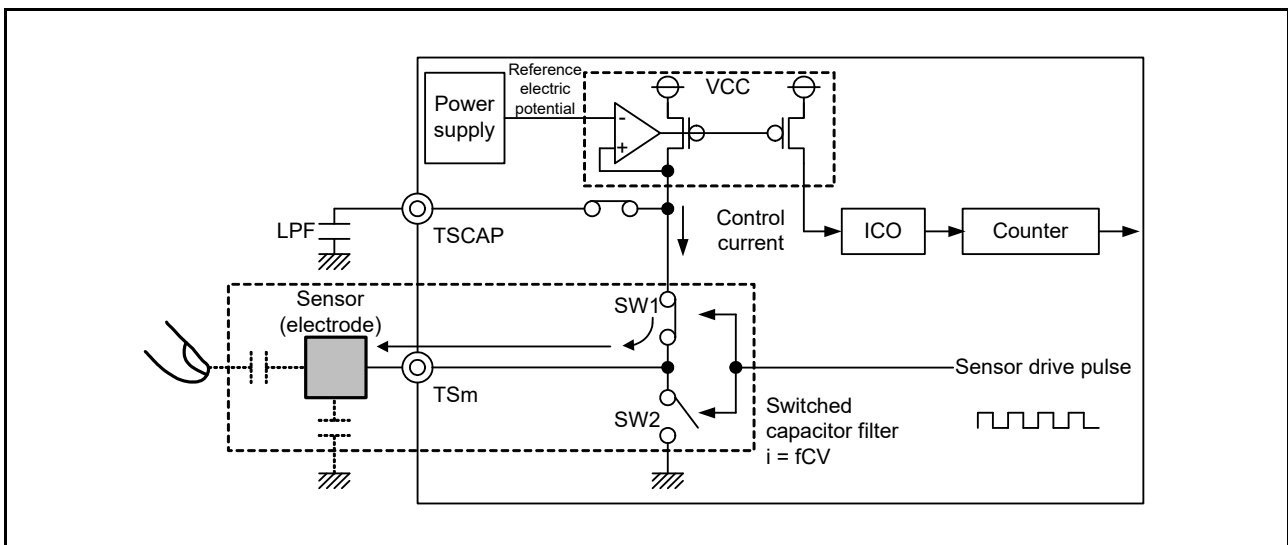 Power
supply
Reference
electric
potential
VCC
-
+
LPF
TSCAP
Control
current
ICO
Counter
Sensor
(electrode)
SW1
TSm
SW2
Sensor drive pulse
Switched
capacitor filter
i = fCV